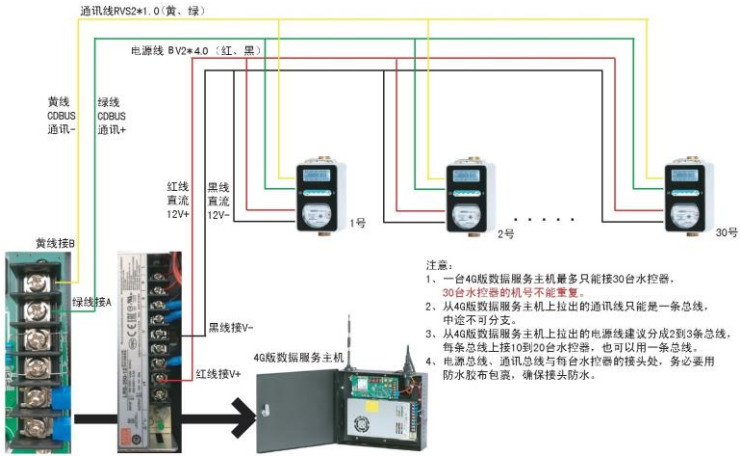 通讯线RVS2*1.0(黄、绿)
电源线 BV2*4.0 (红、黑)
黄线
CDBUS
通讯-
绿线
CDBUS
通讯+
红线
直流
12V+
黑线
直流
12V-
1号
2号
30号
黄线接B
绿线接A
黑线接V-
红线接V+
4G版数据服务主机
注意:
1、一台4G版数据服务主机最多只能接30台水控器,
30台水控器的机号不能重复。
2、从4G版数据服务主机上拉出的通讯线只能是一条总线,
中途不可分支。
3、从4G版数据服务主机上拉出的电源线建议分成2到3条总线,
每条总线上接10到20台水控器,也可以用一条总线。
4、电源总线、通讯总线与每台水控器的接头处,务必要用
防水胶布包裹,确保接头防水。